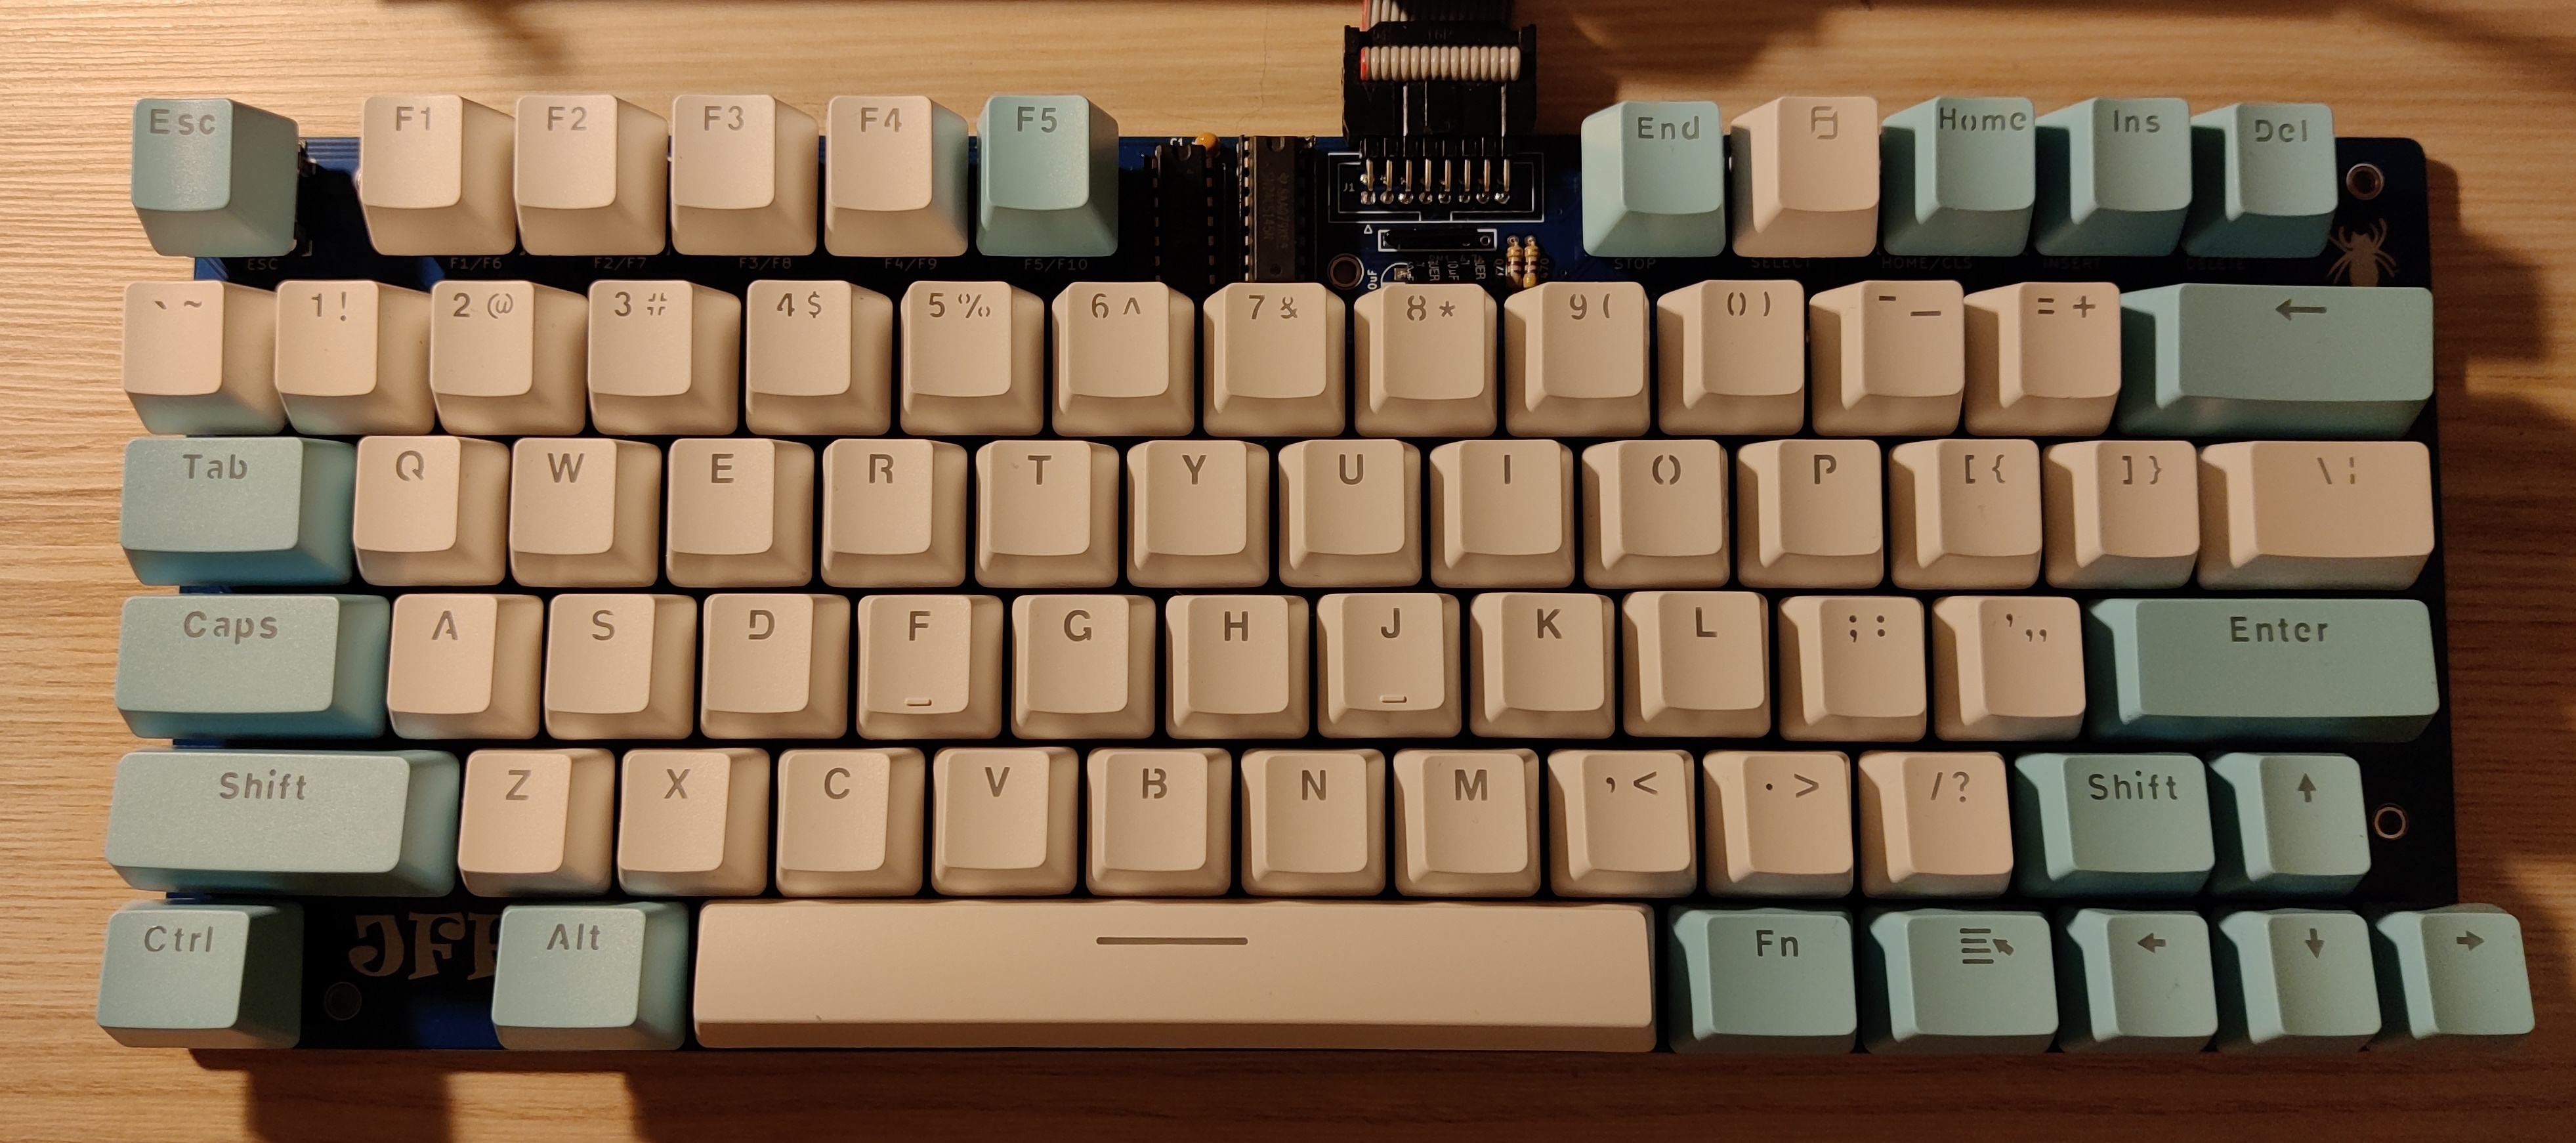 Esc F1 F2 F3 F4 F5 End Home Ins Del
ESC F1/F6 F2/F7 F3/F8 F4/F9 F5/F10 J1 STOP SELECT HOME/CLS INSERT DELETE
` ~ 1 ! 2 @ 3 # 4 $ 5 % 6 ^ 7 & 8 * 9 ( 0 ) - _ = + ←
Tab Q W E R T Y U I O P [ { ] } \ ¦
Caps A S D F G H J K L ; : ' " Enter
Shift Z X C V B N M , < . > / ? Shift ↑
Ctrl Alt Fn ← ↓ →